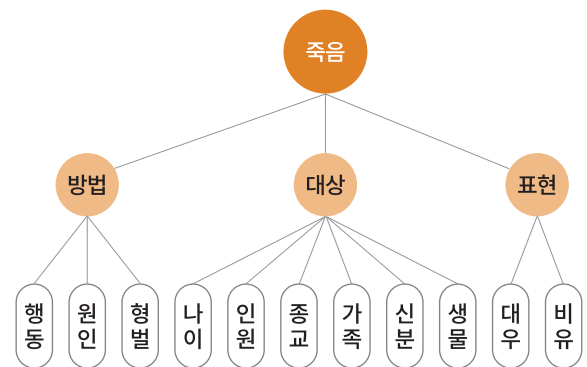 죽음
방법
대상
표현
행동
원인
형벌
나이
인원
종교
가족
신분
생물
대우
비유